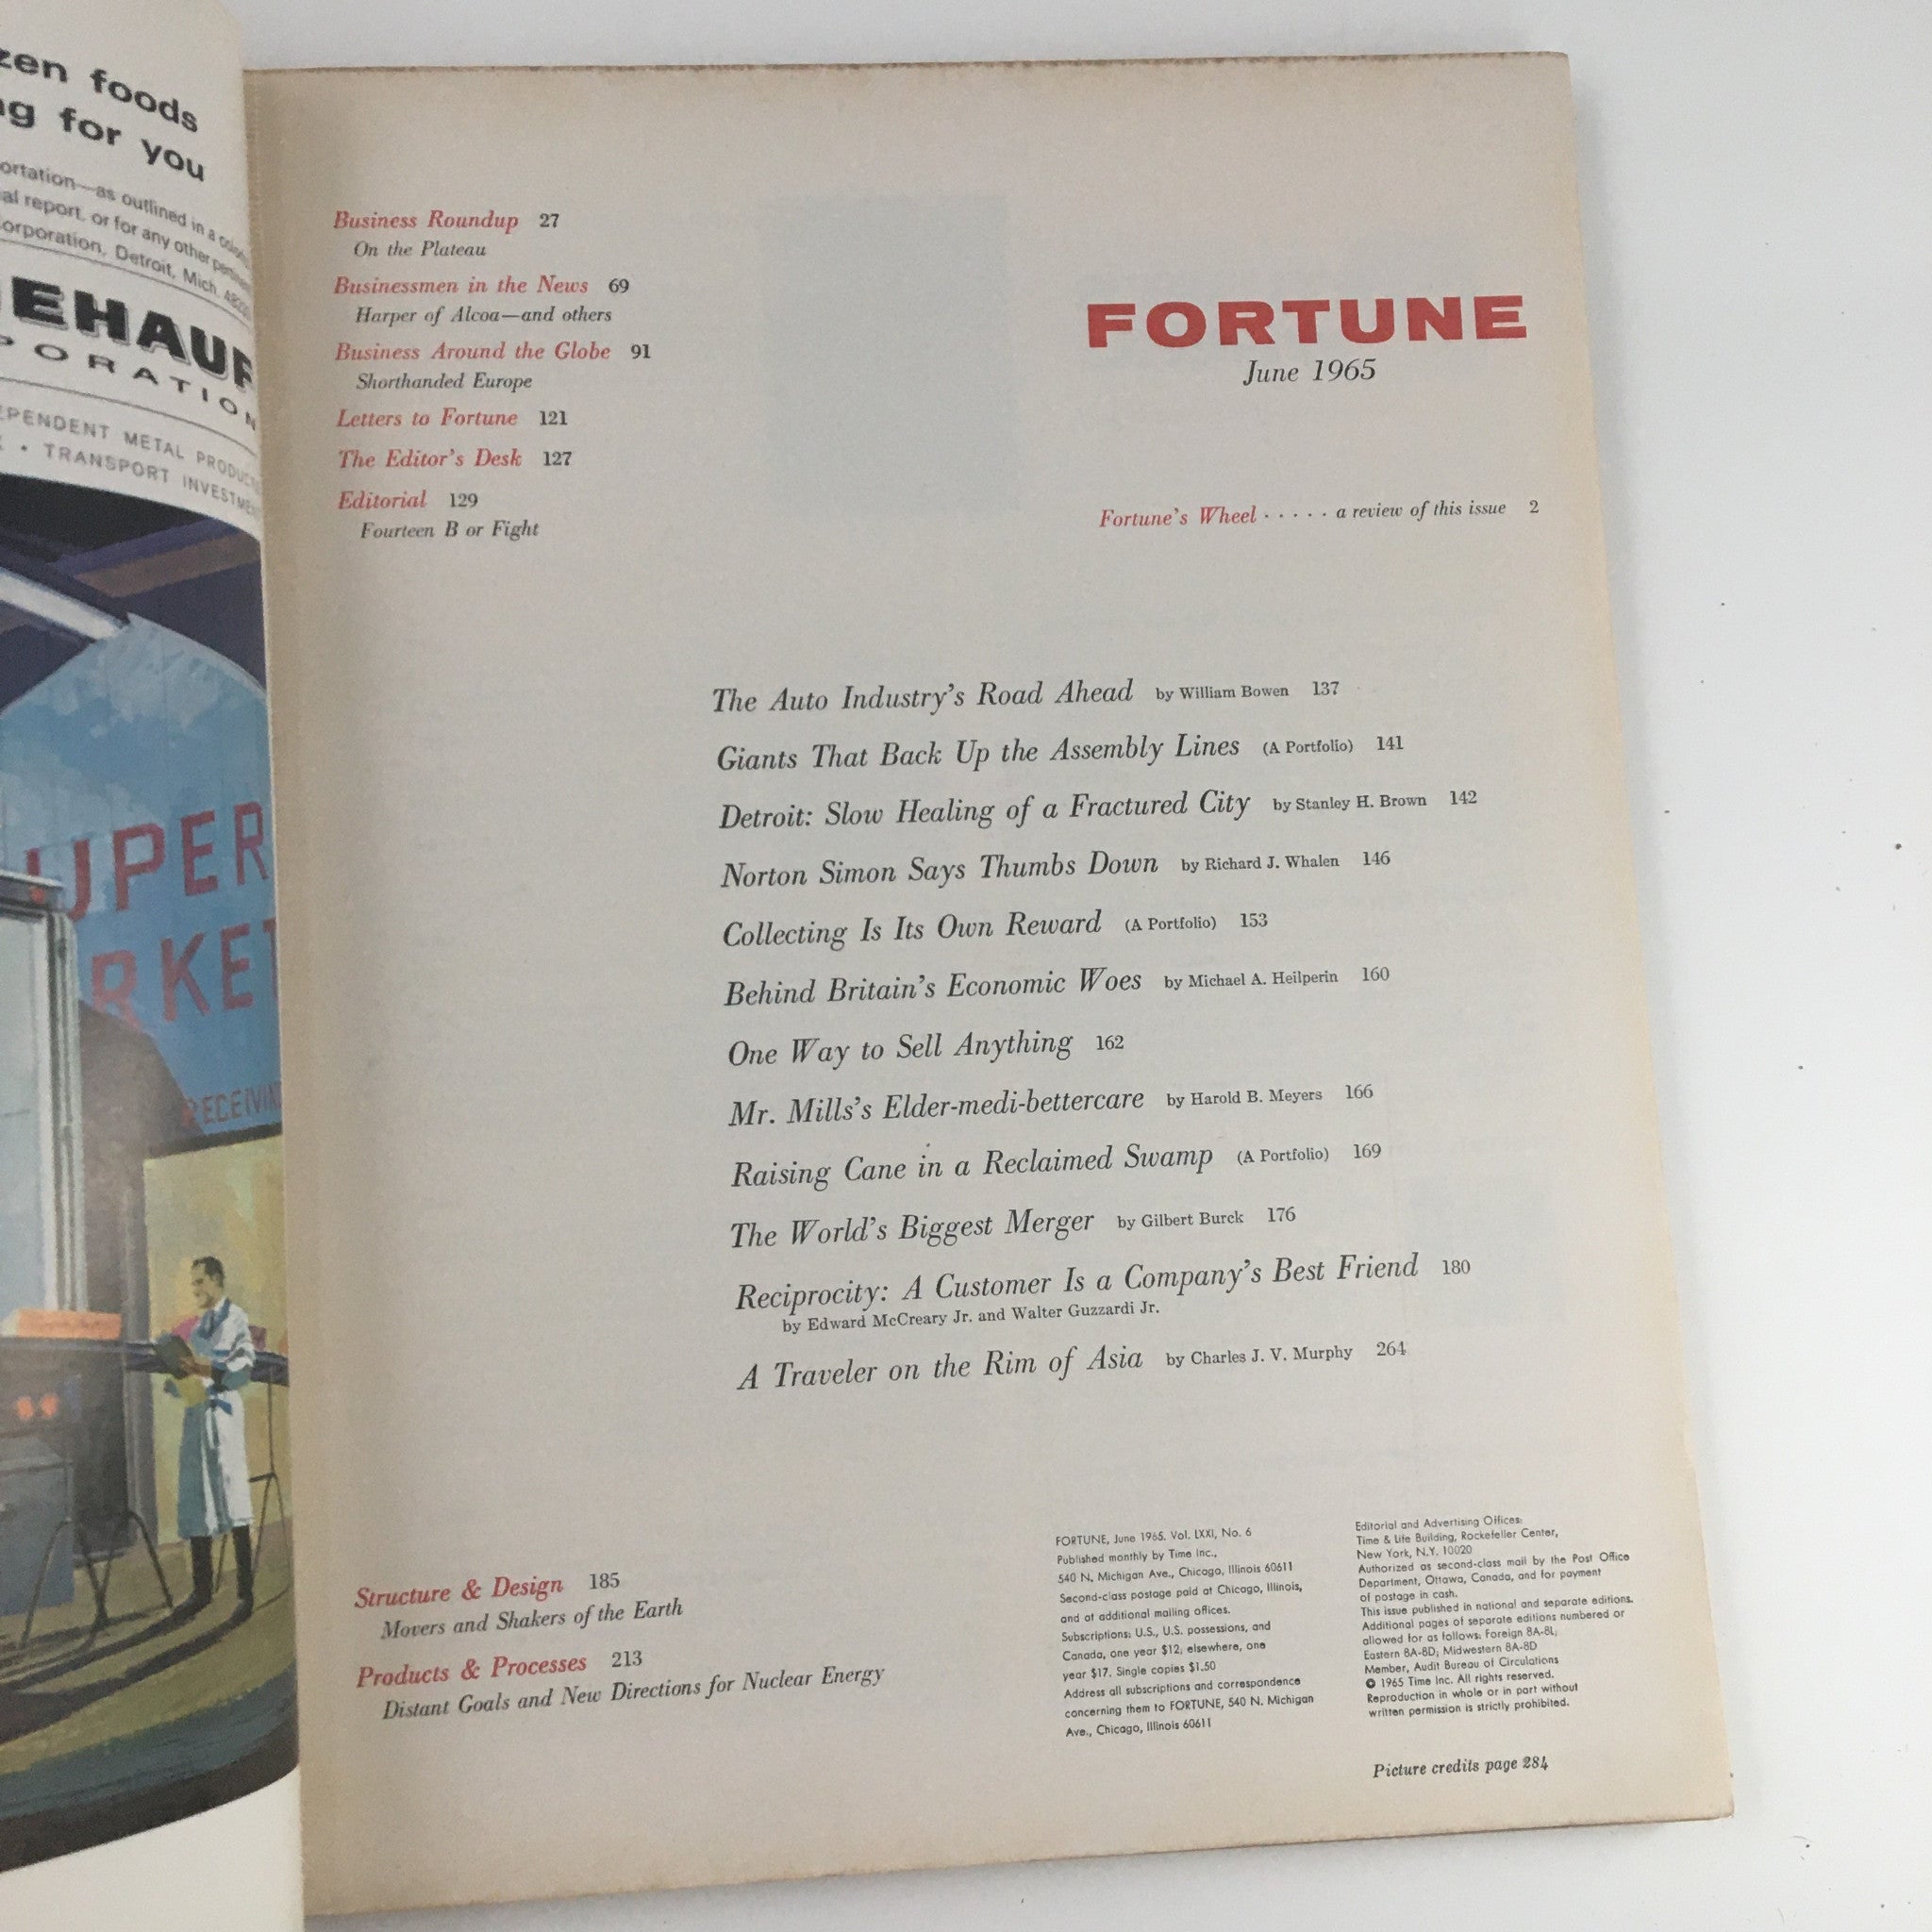 foods
for you
as outlined in a
report, or for any other
Detroit, Mich.
METAL
• TRANSPORT
Business Roundup 27
On the Plateau
Businessmen in the News 69
Harper of Alcoa—and others
Business Around the Globe 91
Shorthanded Europe
Letters to Fortune 121
The Editor's Desk 127
Editorial 129
Fourteen B or Fight
FORTUNE
June 1965
Fortune's Wheel · · · · · a review of this issue 2
The Auto Industry's Road Ahead by William Bowen 137
Giants That Back Up the Assembly Lines (A Portfolio) 141
Detroit: Slow Healing of a Fractured City by Stanley H. Brown 142
Norton Simon Says Thumbs Down by Richard J. Whalen 146
Collecting Is Its Own Reward (A Portfolio) 153
Behind Britain's Economic Woes by Michael A. Heilperin 160
One Way to Sell Anything 162
Mr. Mills's Elder-medi-bettercare by Harold B. Meyers 166
Raising Cane in a Reclaimed Swamp (A Portfolio) 169
The World's Biggest Merger by Gilbert Burck 176
Reciprocity: A Customer Is a Company's Best Friend 180
by Edward McCreary Jr. and Walter Guzzardi Jr.
A Traveler on the Rim of Asia by Charles J. V. Murphy 264
Structure & Design 185
Movers and Shakers of the Earth
Products & Processes 213
Distant Goals and New Directions for Nuclear Energy
FORTUNE, June 1965. Vol. LXXI, No. 6
Published monthly by Time Inc.,
540 N. Michigan Ave., Chicago, Illinois 60611
Second-class postage paid at Chicago, Illinois,
and at additional mailing offices.
Subscriptions: U.S., U.S. possessions, and
Canada, one year $12; elsewhere, one
year $17. Single copies $1.50
Address all subscriptions and correspondence
concerning them to FORTUNE, 540 N. Michigan
Ave., Chicago, Illinois 60611
Editorial and Advertising Offices:
Time & Life Building, Rockefeller Center,
New York, N.Y. 10020
Authorized as second-class mail by the Post Office
Department, Ottawa, Canada, and for payment
of postage in cash.
This issue published in national and separate editions.
Additional pages of separate editions numbered or
allowed for as follows: Foreign 8A-8L;
Eastern 8A-8D; Midwestern 8A-8D
Member, Audit Bureau of Circulations
© 1965 Time Inc. All rights reserved.
Reproduction in whole or in part without
written permission is strictly prohibited.
Picture credits page 284